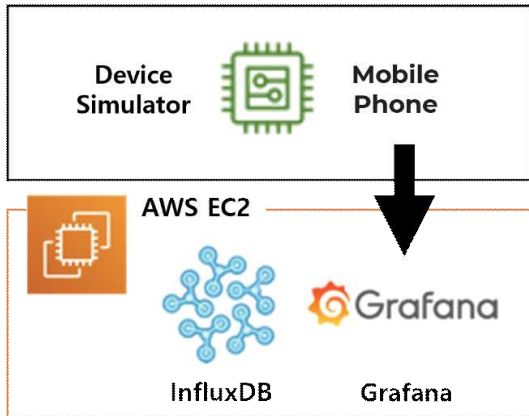 Device
Simulator
Mobile
Phone
AWS EC2
Grafana
InfluxDB
Grafana